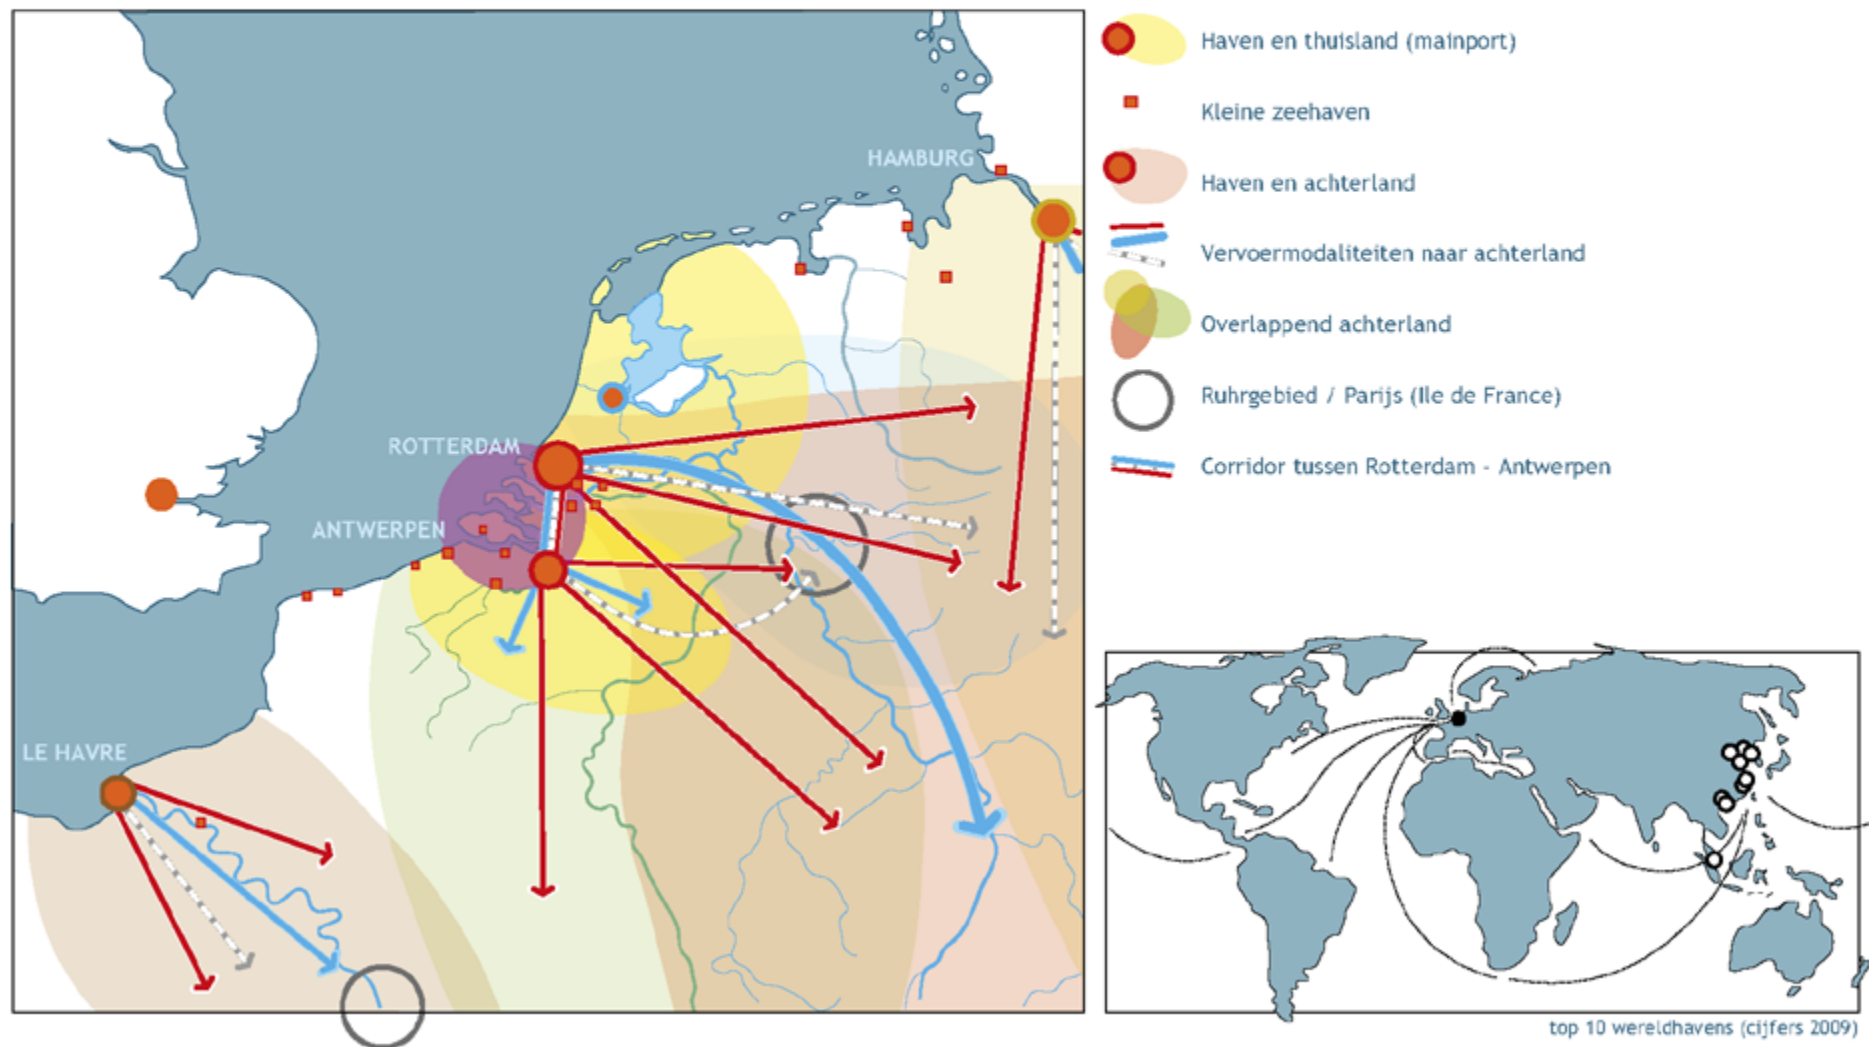 HAMBURG
ROTTERDAM
ANTWERPEN
LE HAVRE
Haven en thuisland (mainport)
Kleine zeehaven
Haven en achterland
Vervoermodaliteiten naar achterland
Overlappend achterland
Ruhrgebied / Parijs (Ile de France)
Corridor tussen Rotterdam - Antwerpen
top 10 wereldhavens (cijfers 2009)